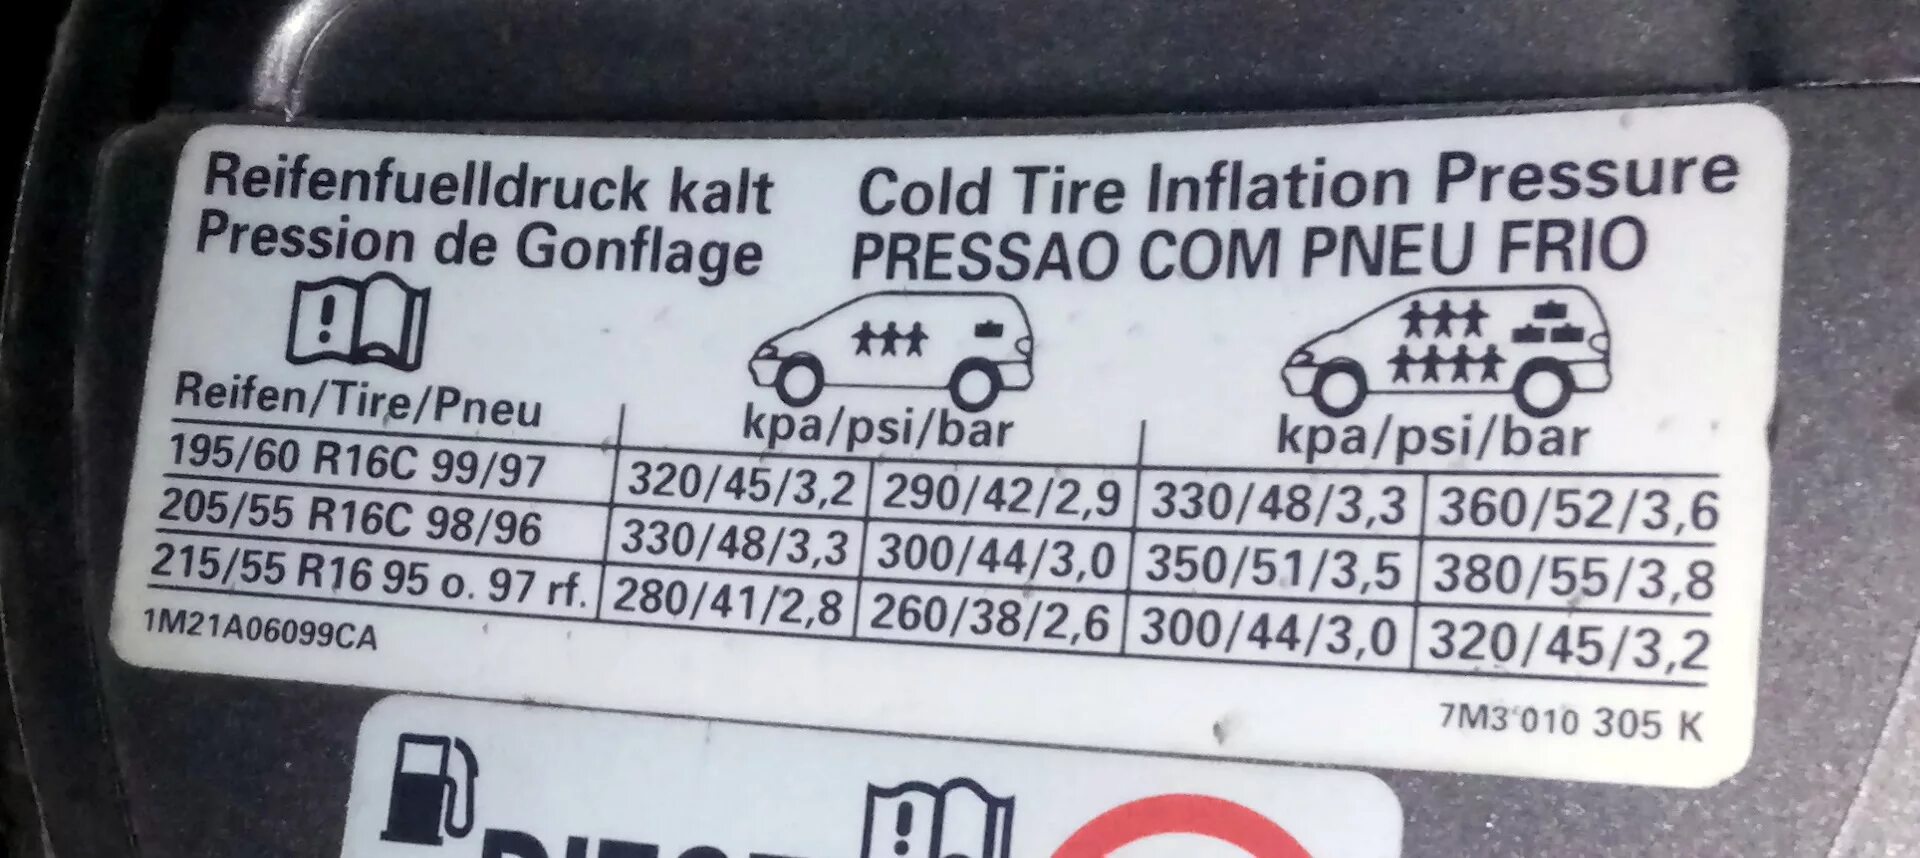 Reifenfuelldruck kalt Cold Tire Inflation Pressure
Pression de Gonflage PRESSAO COM PNEU FRIO
Reifen/Tire/Pneu kpa/psi/bar kpa/psi/bar
195/60 R16C 99/97 320/45/3,2 290/42/2,9 330/48/3,3 360/52/3,6
205/55 R16C 98/96 330/48/3,3 300/44/3,0 350/51/3,5 380/55/3,8
215/55 R16 95 o. 97 rf. 280/41/2,8 260/38/2,6 300/44/3,0 320/45/3,2
1M21A06099CA
7M3 010 305 K